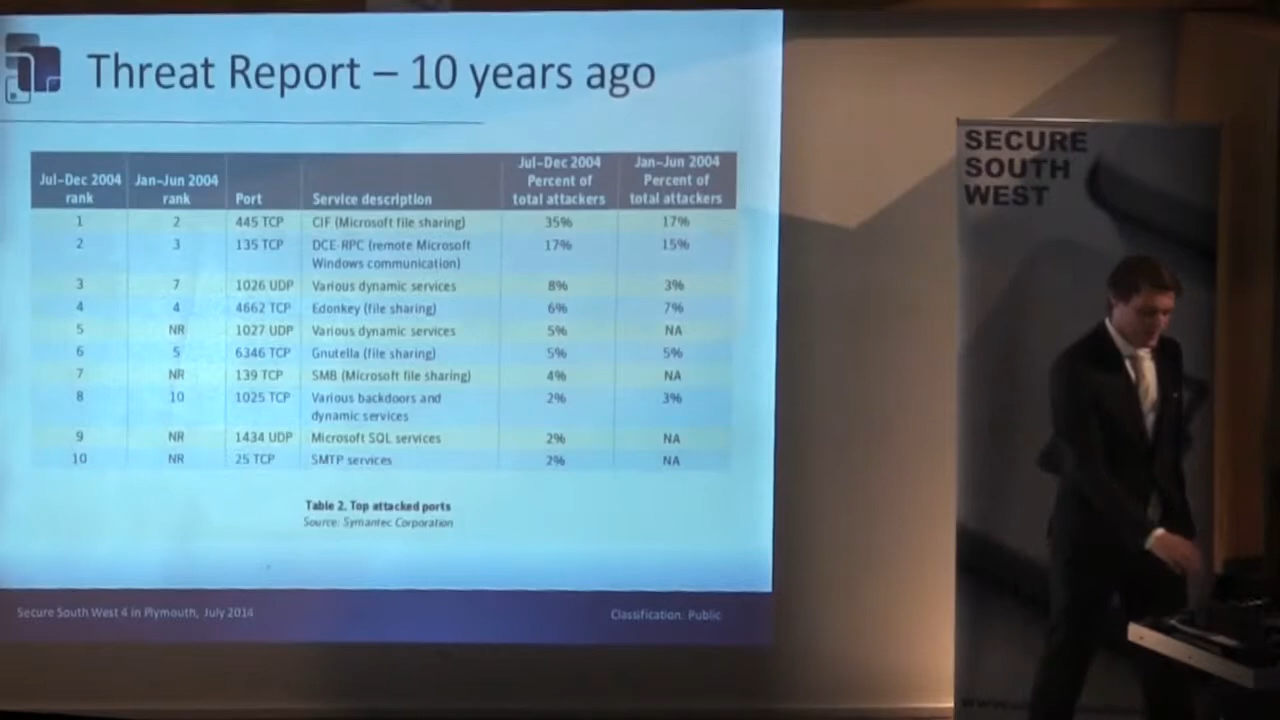 Threat Report – 10 years ago
Jul–Dec 2004 rank Jan–Jun 2004 rank Port Service description Jul–Dec 2004 Percent of total attackers Jan–Jun 2004 Percent of total attackers
1 2 445 TCP CIF (Microsoft file sharing) 35% 17%
2 3 135 TCP DCE-RPC (remote Microsoft Windows communication) 17% 15%
3 7 1026 UDP Various dynamic services 8% 3%
4 4 4662 TCP Edonkey (file sharing) 6% 7%
5 NR 1027 UDP Various dynamic services 5% NA
6 5 6346 TCP Gnutella (file sharing) 5% 5%
7 NR 139 TCP SMB (Microsoft file sharing) 4% NA
8 10 1025 TCP Various backdoors and dynamic services 2% 3%
9 NR 1434 UDP Microsoft SQL services 2% NA
10 NR 25 TCP SMTP services 2% NA
Table 2. Top attacked ports
Source: Symantec Corporation
Secure South West 4 in Plymouth, July 2014
Classification: Public
SECURE
SOUTH
WEST